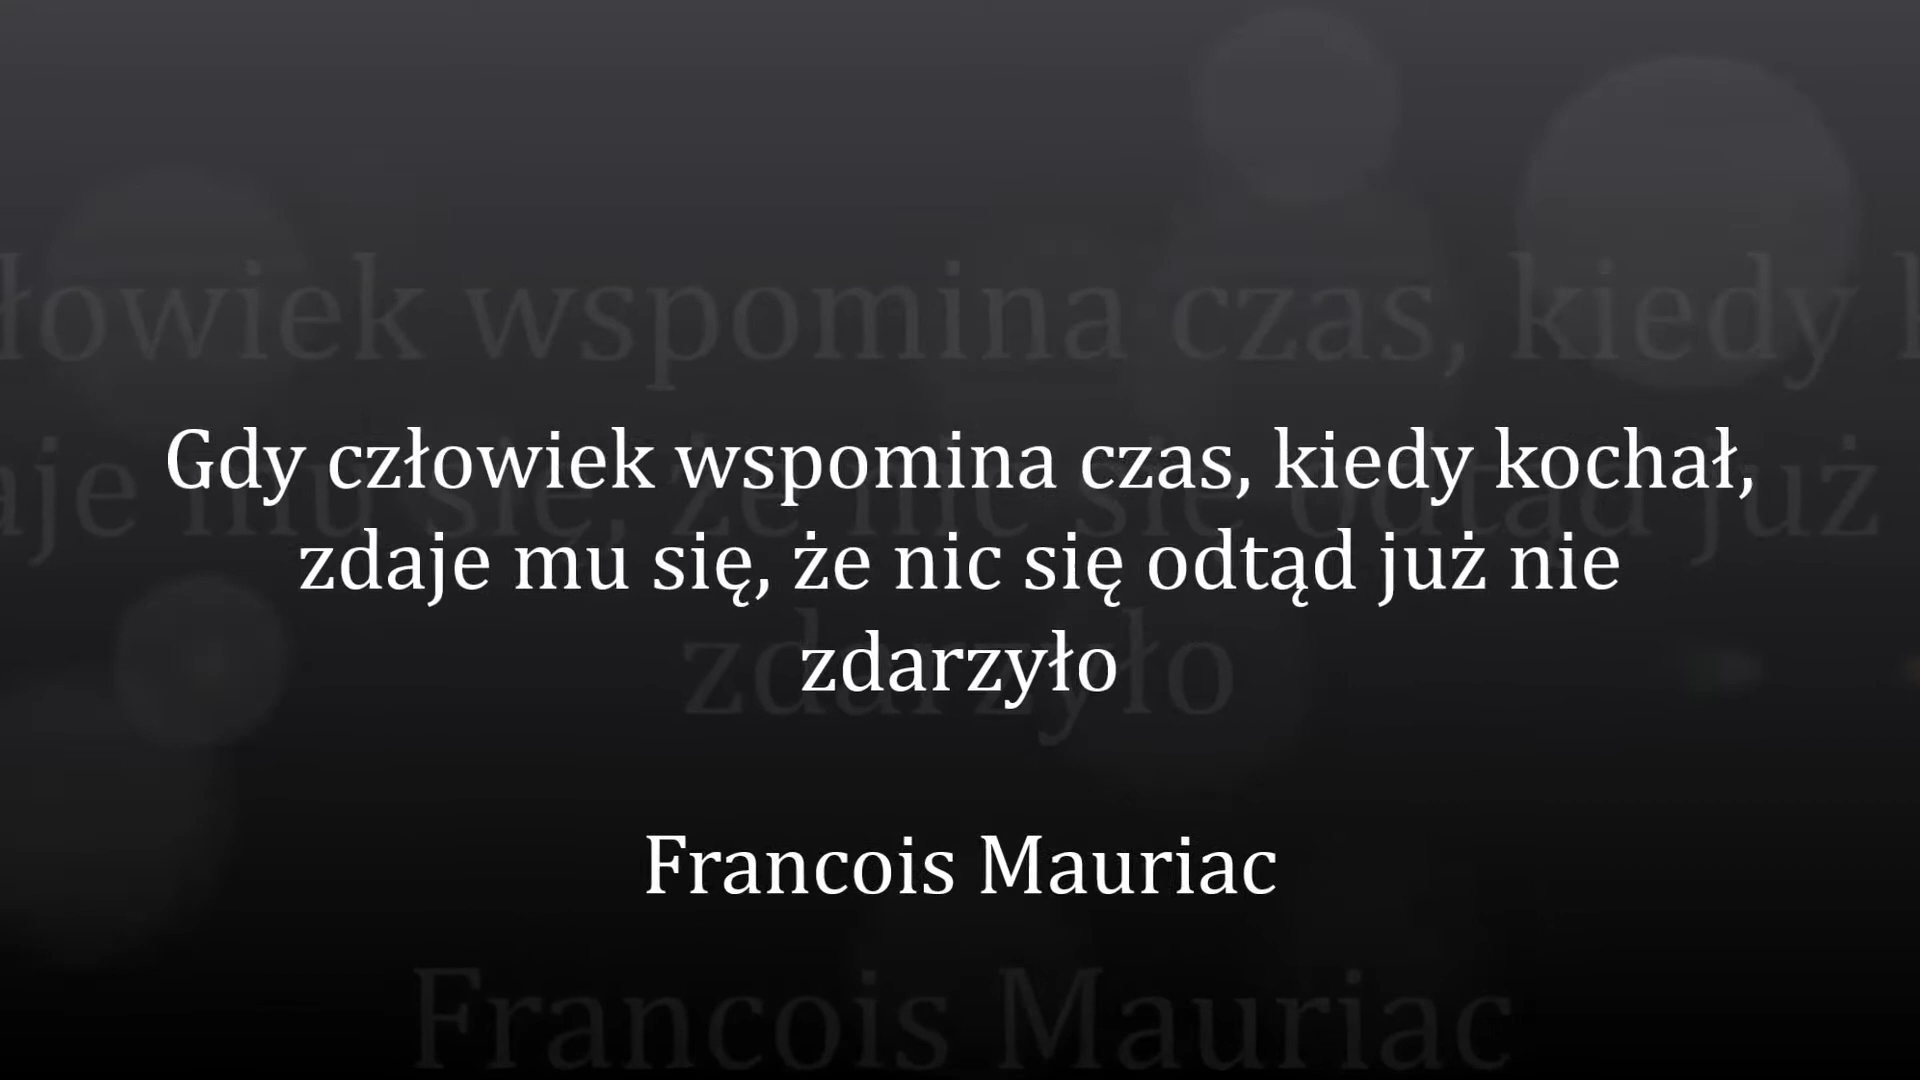 Gdy człowiek wspomina czas, kiedy kochał,
zdaje mu się, że nic się odtąd już nie
zdarzyło
Francois Mauriac